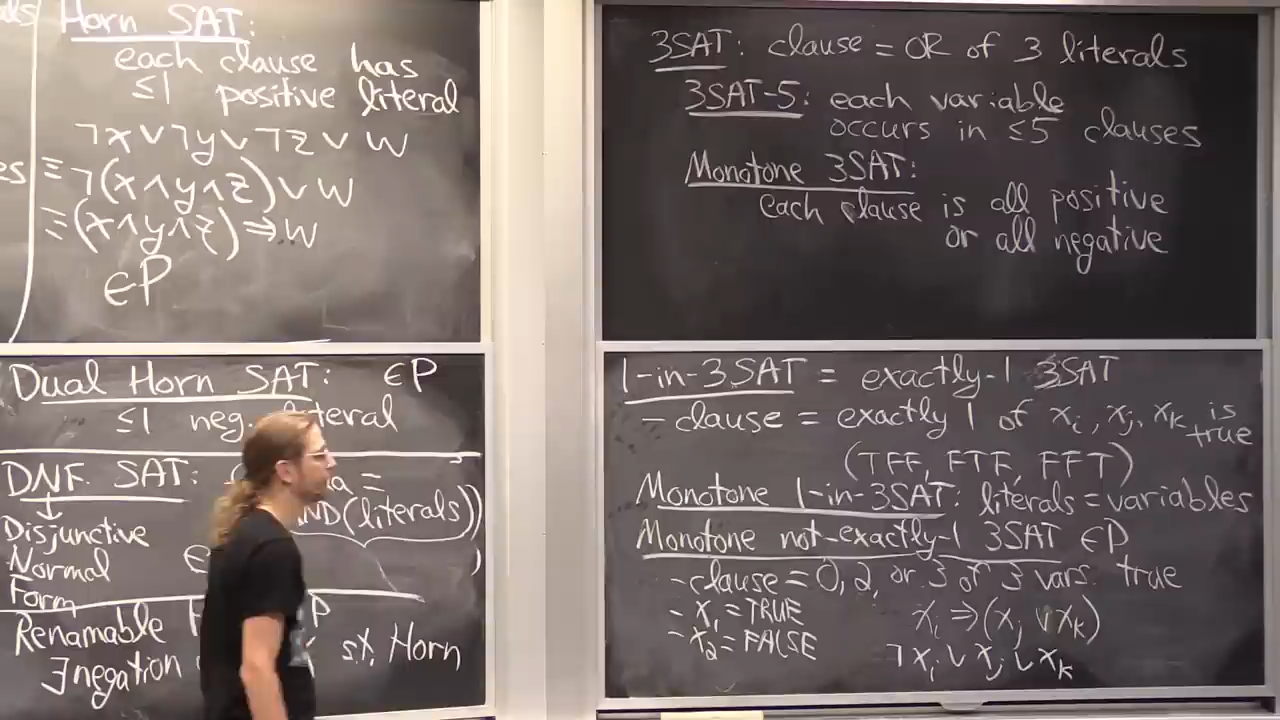 Horn SAT:
each clause has
≤1 positive literal
¬x∨¬y∨¬z∨w
≡¬(x∧y∧z)∨w
≡(x∧y∧z)⇒w
∈P
Dual Horn SAT: ∈P
≤1 neg. literal
DNF SAT:
=
Disjunctive
Normal
Form
(literals))
Renamable
∃negation
s.t. Horn
3SAT: clause = OR of 3 literals
3SAT-5: each variable
occurs in ≤5 clauses
Monotone 3SAT:
each clause is all positive
or all negative
1-in-3SAT = exactly-1 3SAT
- clause = exactly 1 of xᵢ, xⱼ, xₖ is
true
(TFF, FTF, FFT)
Monotone 1-in-3SAT: literals = variables
Monotone not-exactly-1 3SAT ∈P
- clause = 0, 2, or 3 of 3 vars. true
- x₁ = TRUE
xᵢ ⇒ (xⱼ ∨ xₖ)
- x₂ = FALSE
¬xᵢ ∨ xⱼ ∨ xₖ